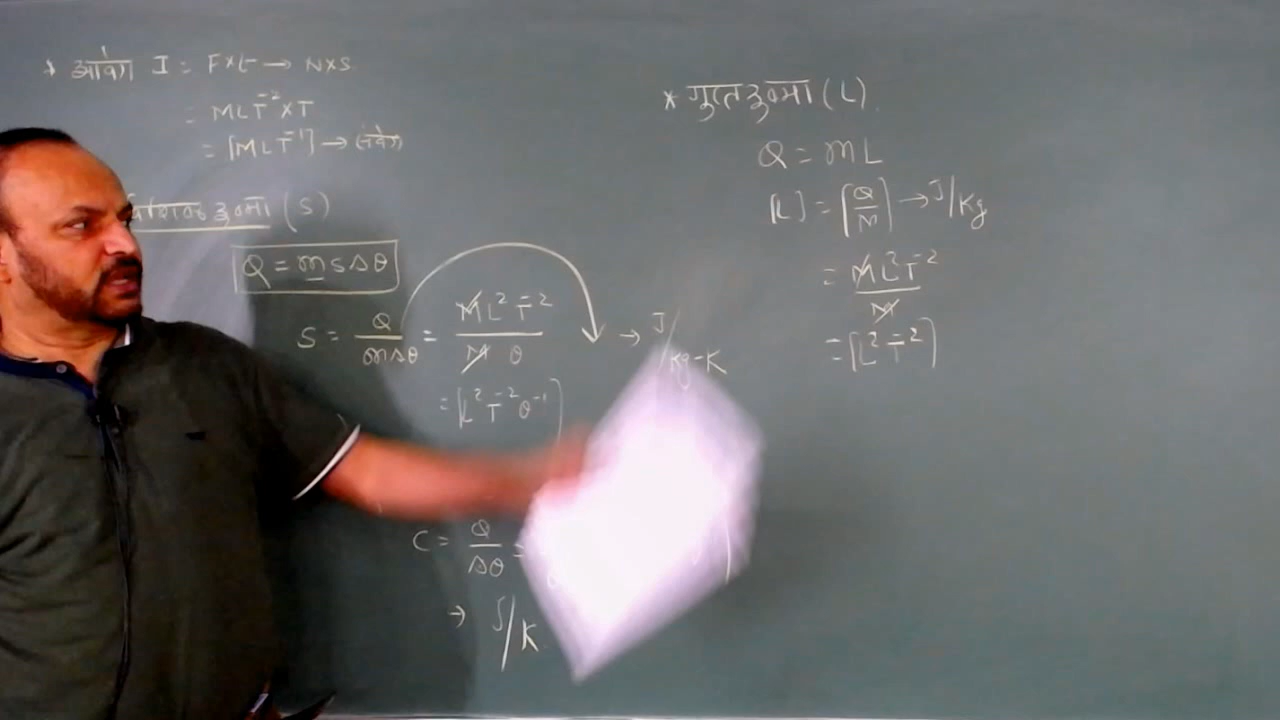 * आवेग I = F×t → N×S
= MLT⁻² × T
= [MLT⁻¹] → (संवेग)
विशिष्ट ऊष्मा (S)
Q = msΔθ
S = Q/mΔθ = ML²T⁻²/M θ → J/kg-K
= [L²T⁻²θ⁻¹]
C = Q/Δθ =
→ J/K
* गुप्त ऊष्मा (L)
Q = mL
[L] = [Q/M] → J/Kg
= ML²T⁻²/M
= [L²T⁻²]